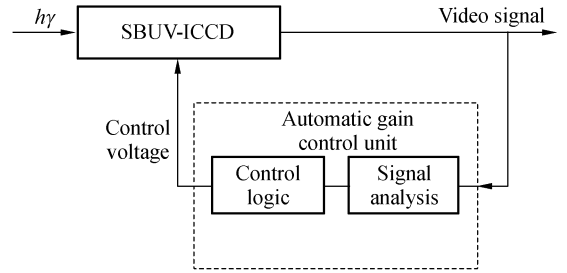 hγ
SBUV-ICCD
Video signal
Control
voltage
Automatic gain
control unit
Control
logic
Signal
analysis